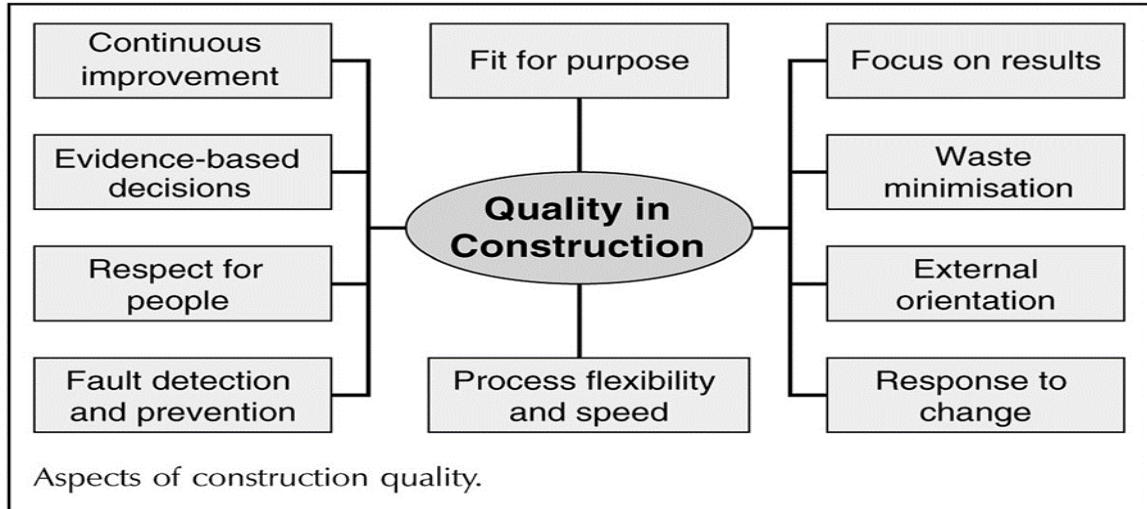 Continuous
improvement
Fit for purpose
Focus on results
Evidence-based
decisions
Waste
minimisation
Quality in
Construction
Respect for
people
External
orientation
Fault detection
and prevention
Process flexibility
and speed
Response to
change
Aspects of construction quality.